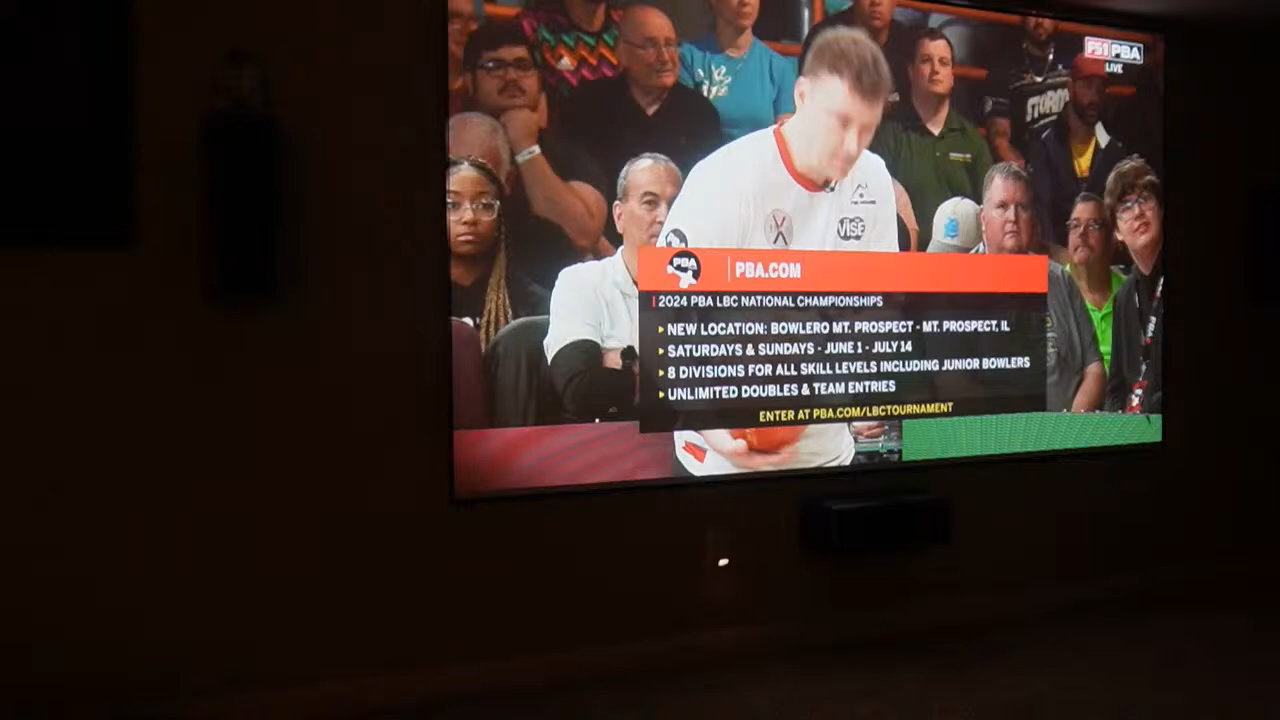 FS1 PBA
LIVE
STORM
VISE
PBA
PBA.COM
2024 PBA LBC NATIONAL CHAMPIONSHIPS
NEW LOCATION: BOWLERO MT. PROSPECT - MT. PROSPECT, IL
SATURDAYS & SUNDAYS - JUNE 1 - JULY 14
8 DIVISIONS FOR ALL SKILL LEVELS INCLUDING JUNIOR BOWLERS
UNLIMITED DOUBLES & TEAM ENTRIES
ENTER AT PBA.COM/LBCTOURNAMENT